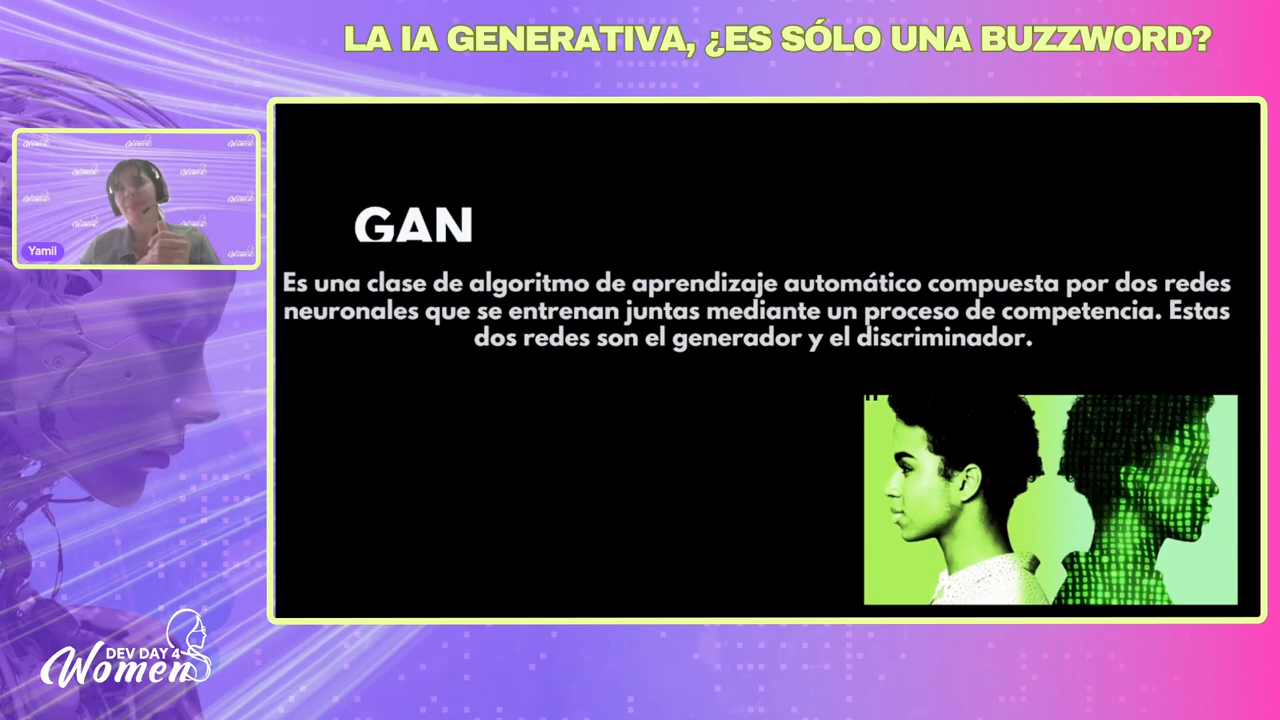 LA IA GENERATIVA, ¿ES SÓLO UNA BUZZWORD?
Yamil
GAN
Es una clase de algoritmo de aprendizaje automático compuesta por dos redes
neuronales que se entrenan juntas mediante un proceso de competencia. Estas
dos redes son el generador y el discriminador.
DEV DAY 4
Women